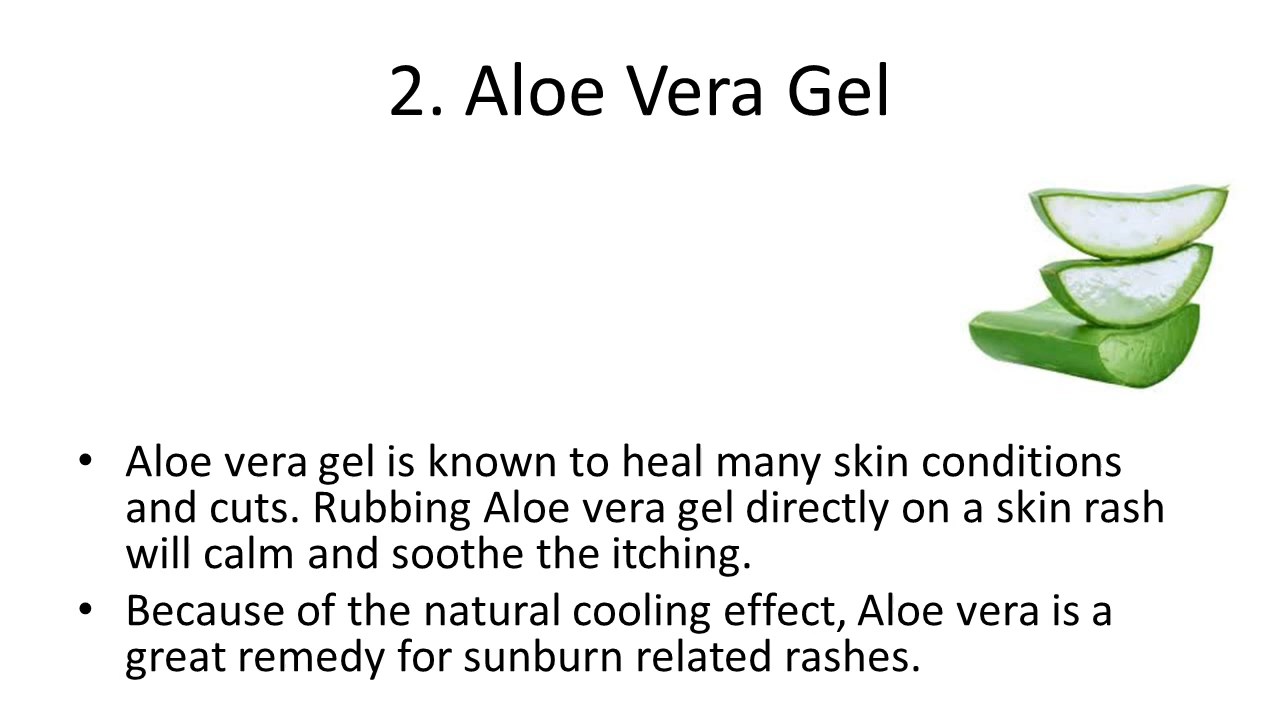 2. Aloe Vera Gel
• Aloe vera gel is known to heal many skin conditions
and cuts. Rubbing Aloe vera gel directly on a skin rash
will calm and soothe the itching.
• Because of the natural cooling effect, Aloe vera is a
great remedy for sunburn related rashes.